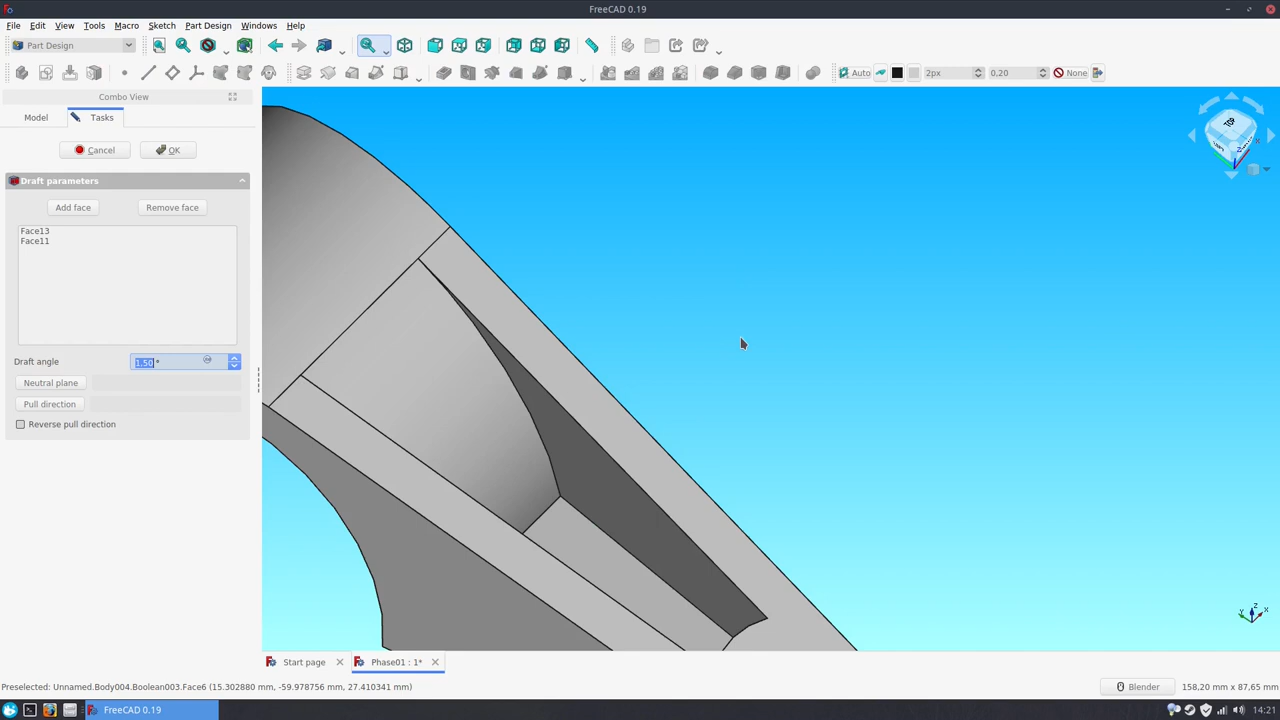 FreeCAD 0.19
File Edit View Tools Macro Sketch Part Design Windows Help
Part Design
Auto 2px 0,20 None
Combo View
Model Tasks
Cancel OK
Draft parameters
Add face Remove face
Face13
Face11
Draft angle 1.50 °
Neutral plane
Pull direction
Reverse pull direction
Start page Phase01 : 1*
Preselected: Unnamed.Body004.Boolean003.Face6 (15.302880 mm, -59.978756 mm, 27.410341 mm) Blender 158,20 mm x 87,65 mm
FreeCAD 0.19 14:21